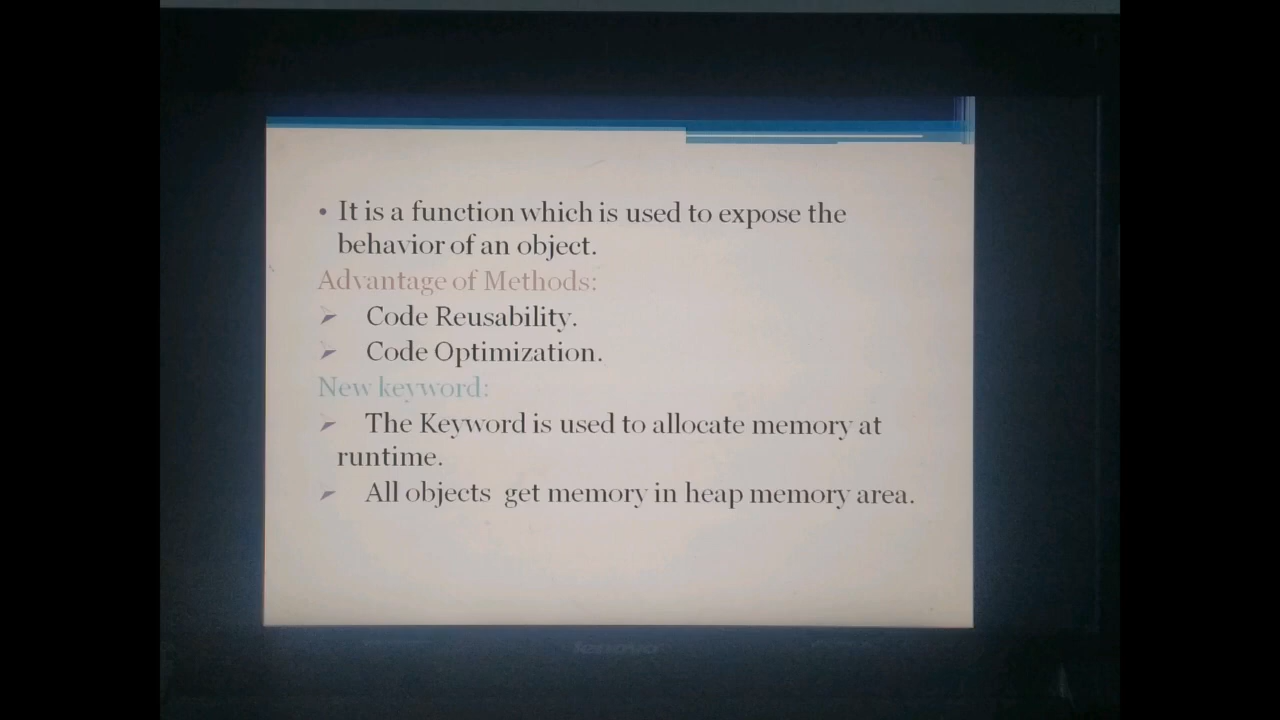 • It is a function which is used to expose the
behavior of an object.
Advantage of Methods:
➢ Code Reusability.
➢ Code Optimization.
New keyword:
➢ The Keyword is used to allocate memory at
runtime.
➢ All objects get memory in heap memory area.
lenovo